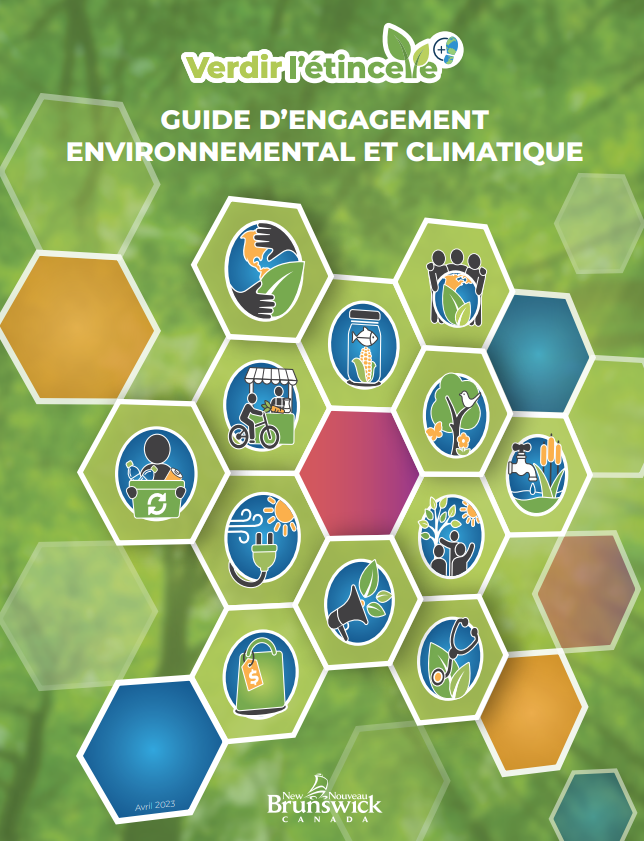 Verdir l'étincelle
GUIDE D'ENGAGEMENT
ENVIRONNEMENTAL ET CLIMATIQUE
$
Avril 2023
New Nouveau
Brunswick
CANADA